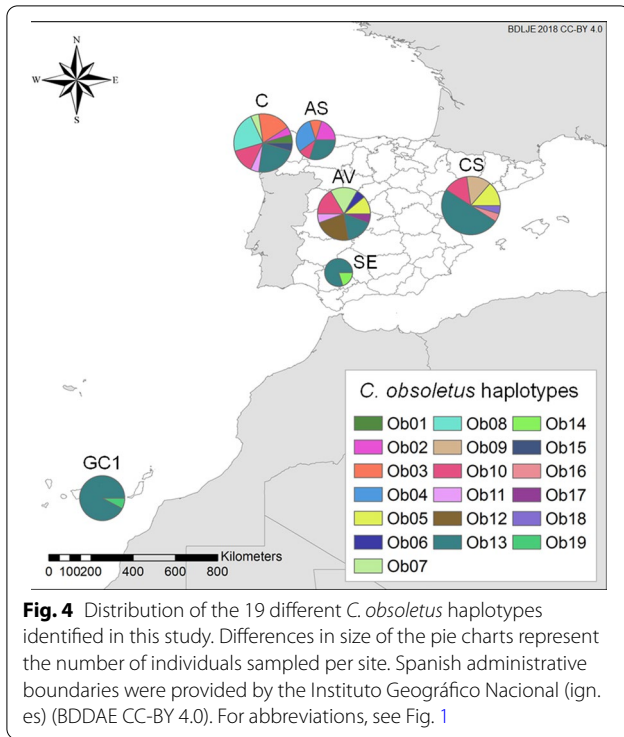 BDLJE 2018 CC-BY 4.0
N
W E
S
C
AS
AV
CS
SE
GC1
C. obsoletus haplotypes
Ob01 Ob08 Ob14
Ob02 Ob09 Ob15
Ob03 Ob10 Ob16
Ob04 Ob11 Ob17
Ob05 Ob12 Ob18
Ob06 Ob13 Ob19
Ob07
Kilometers
0 100200 400 600 800
Fig. 4 Distribution of the 19 different C. obsoletus haplotypes
identified in this study. Differences in size of the pie charts represent
the number of individuals sampled per site. Spanish administrative
boundaries were provided by the Instituto Geográfico Nacional (ign.
es) (BDDAE CC-BY 4.0). For abbreviations, see Fig. 1